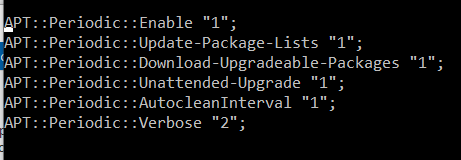 APT::Periodic::Enable "1";
APT::Periodic::Update-Package-Lists "1";
APT::Periodic::Download-Upgradeable-Packages "1";
APT::Periodic::Unattended-Upgrade "1";
APT::Periodic::AutocleanInterval "1";
APT::Periodic::Verbose "2";